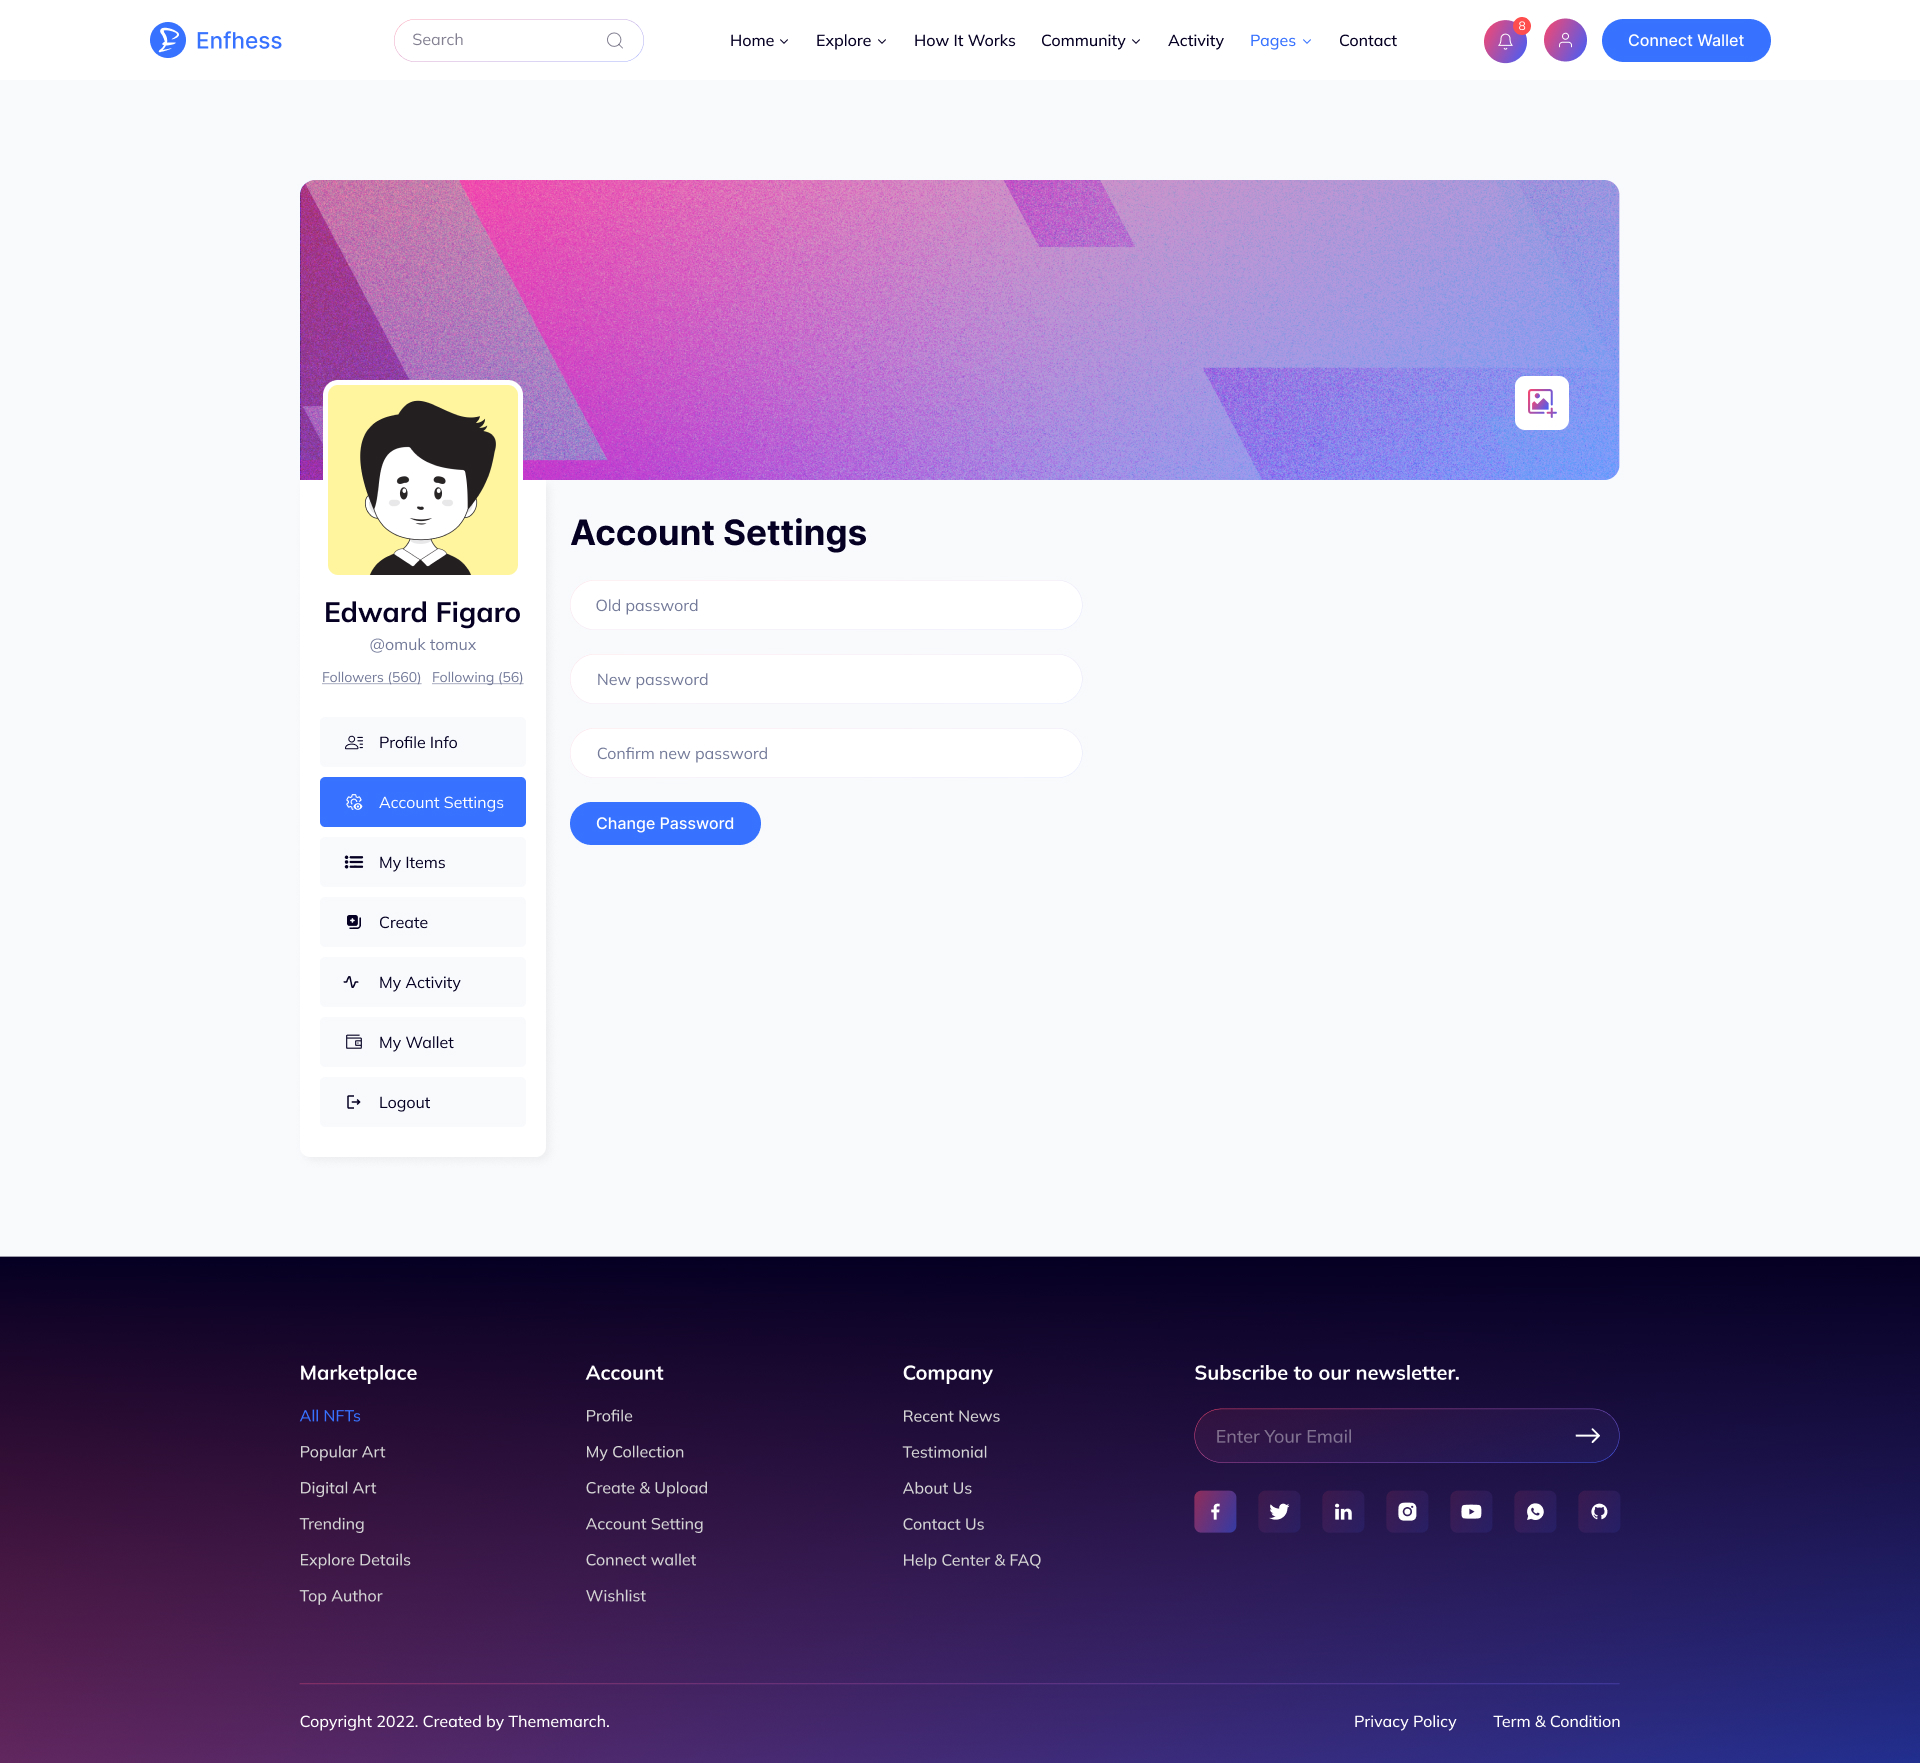 Enfhess
Search
Home
Explore
How It Works
Community
Activity
Pages
Contact
8
Connect Wallet
Edward Figaro
@omuk tomux
Followers (560) Following (56)
Profile Info
Account Settings
My Items
Create
My Activity
My Wallet
Logout
Account Settings
Old password
New password
Confirm new password
Change Password
Marketplace
All NFTs
Popular Art
Digital Art
Trending
Explore Details
Top Author
Account
Profile
My Collection
Create & Upload
Account Setting
Connect wallet
Wishlist
Company
Recent News
Testimonial
About Us
Contact Us
Help Center & FAQ
Subscribe to our newsletter.
Enter Your Email
Copyright 2022. Created by Thememarch.
Privacy Policy
Term & Condition